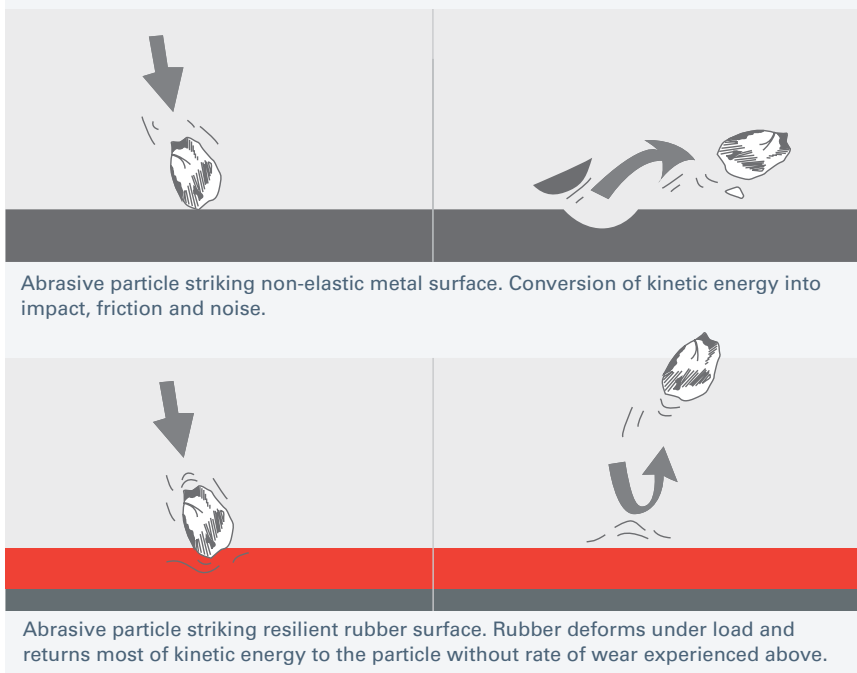 Abrasive particle striking non-elastic metal surface. Conversion of kinetic energy into
impact, friction and noise.
Abrasive particle striking resilient rubber surface. Rubber deforms under load and
returns most of kinetic energy to the particle without rate of wear experienced above.